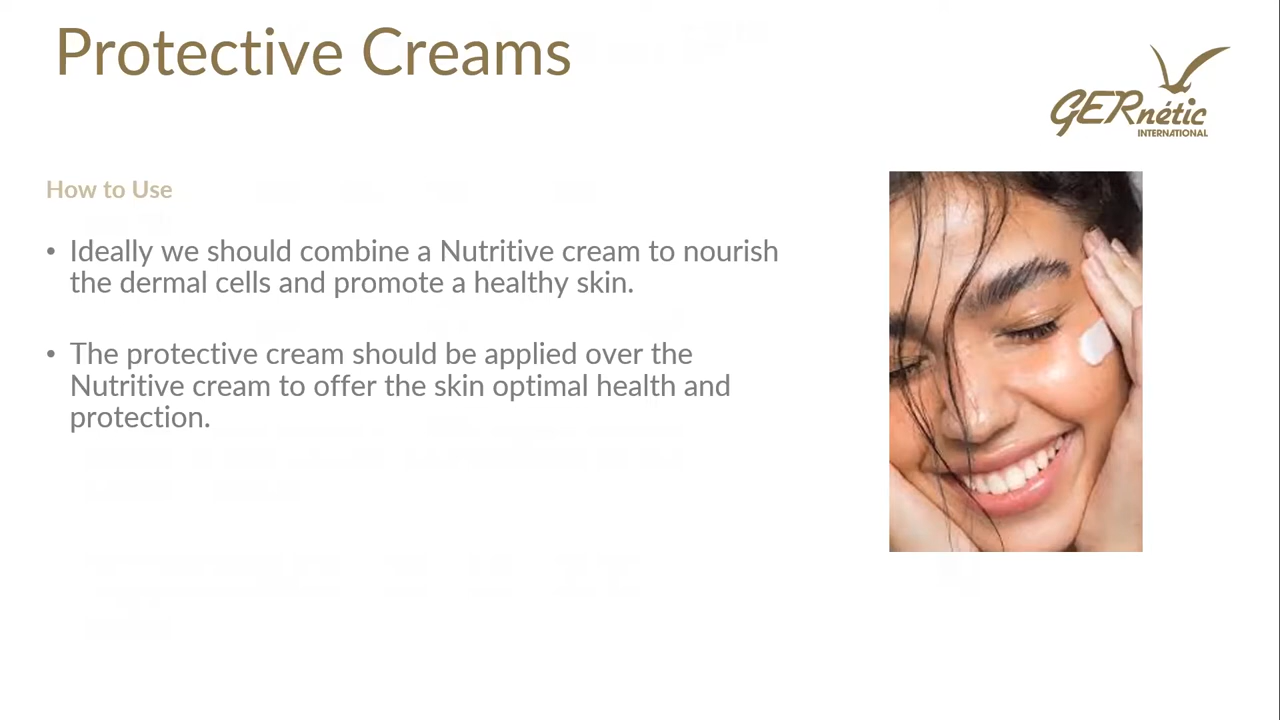 Protective Creams
GERnétic
INTERNATIONAL
How to Use
• Ideally we should combine a Nutritive cream to nourish
the dermal cells and promote a healthy skin.
• The protective cream should be applied over the
Nutritive cream to offer the skin optimal health and
protection.